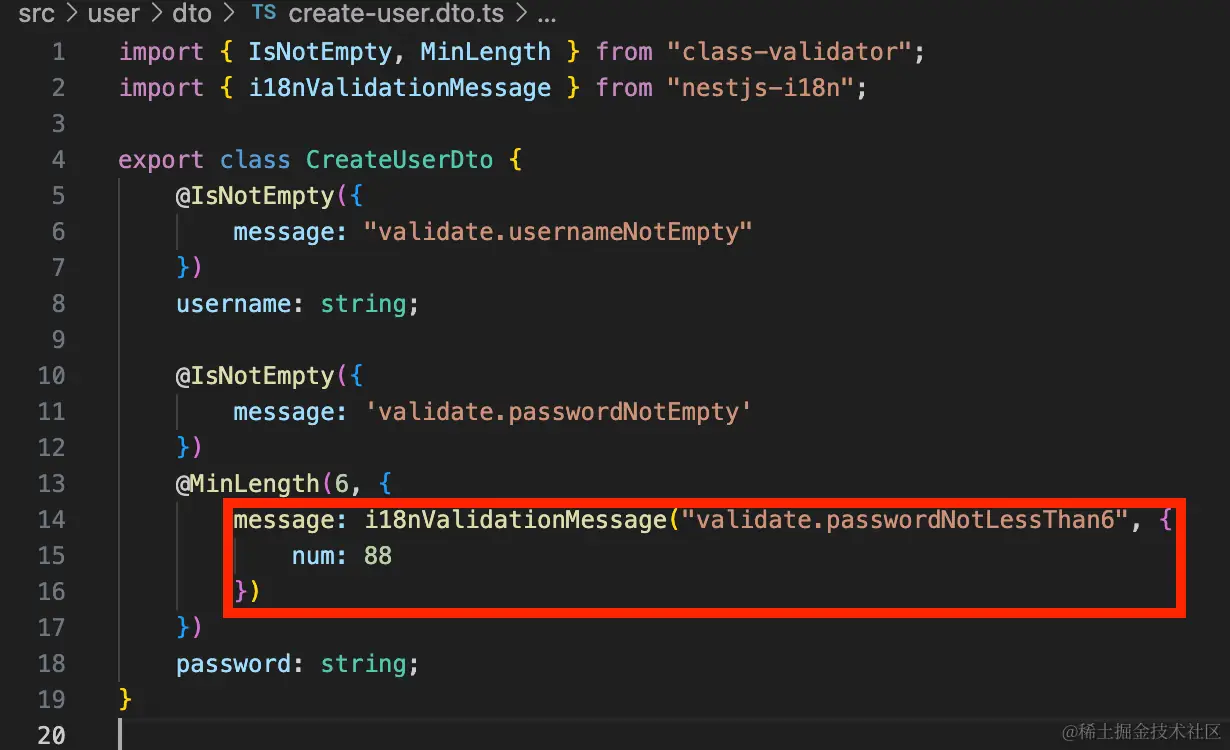 src > user > dto > TS create-user.dto.ts > ...
1 import { IsNotEmpty, MinLength } from "class-validator";
2 import { i18nValidationMessage } from "nestjs-i18n";
3
4 export class CreateUserDto {
5     @IsNotEmpty({
6         message: "validate.usernameNotEmpty"
7     })
8     username: string;
9
10     @IsNotEmpty({
11         message: 'validate.passwordNotEmpty'
12     })
13     @MinLength(6, {
14         message: i18nValidationMessage("validate.passwordNotLessThan6", {
15             num: 88
16         })
17     })
18     password: string;
19 }
20
@稀土掘金技术社区